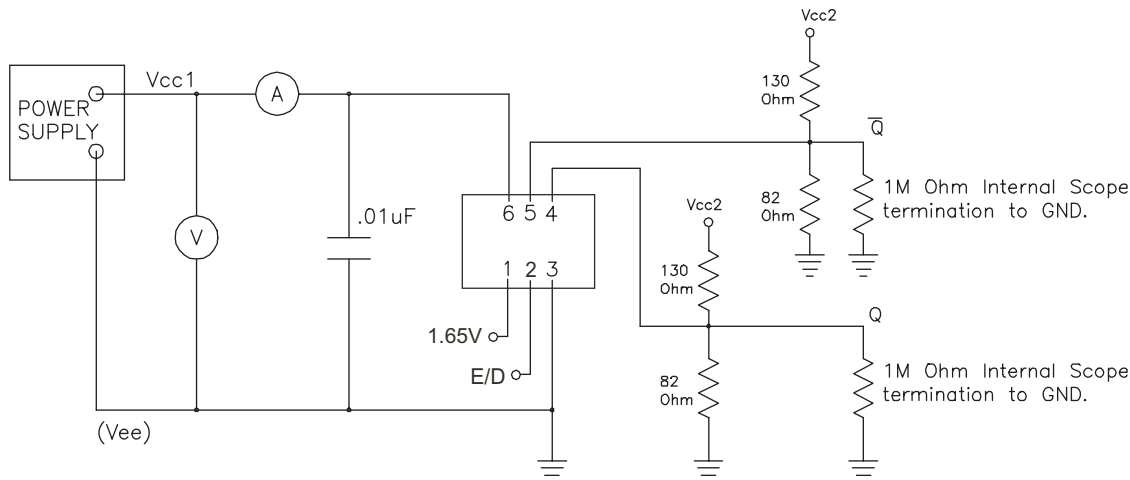 Vcc2
Vcc1
A
130
Ohm
POWER
SUPPLY
Q̅
82
Ohm
1M Ohm Internal Scope
termination to GND.
V
.01uF
6 5 4
1 2 3
Vcc2
130
Ohm
1.65V
E/D
Q
82
Ohm
1M Ohm Internal Scope
termination to GND.
(Vee)